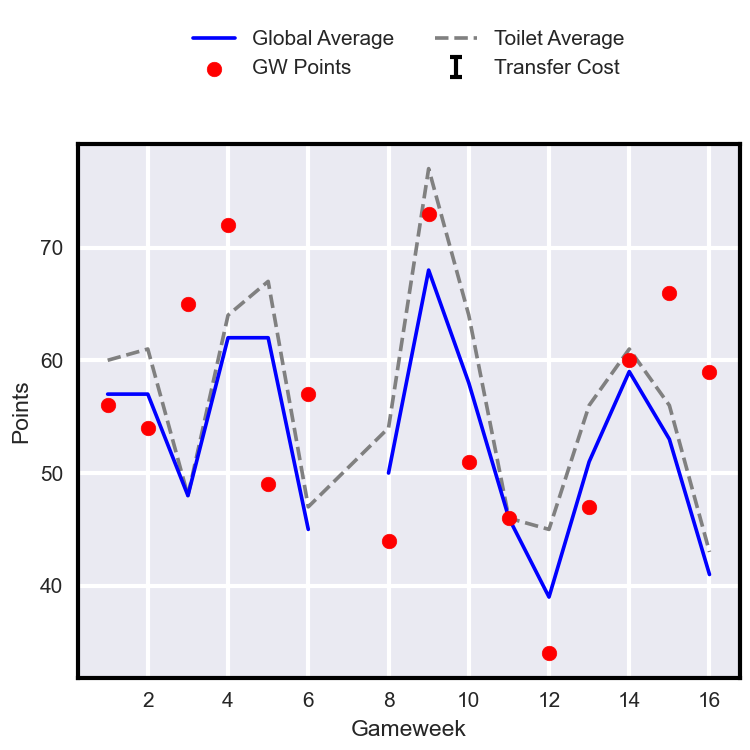 Global Average
Toilet Average
GW Points
Transfer Cost
70
60
50
40
Points
2 4 6 8 10 12 14 16
Gameweek